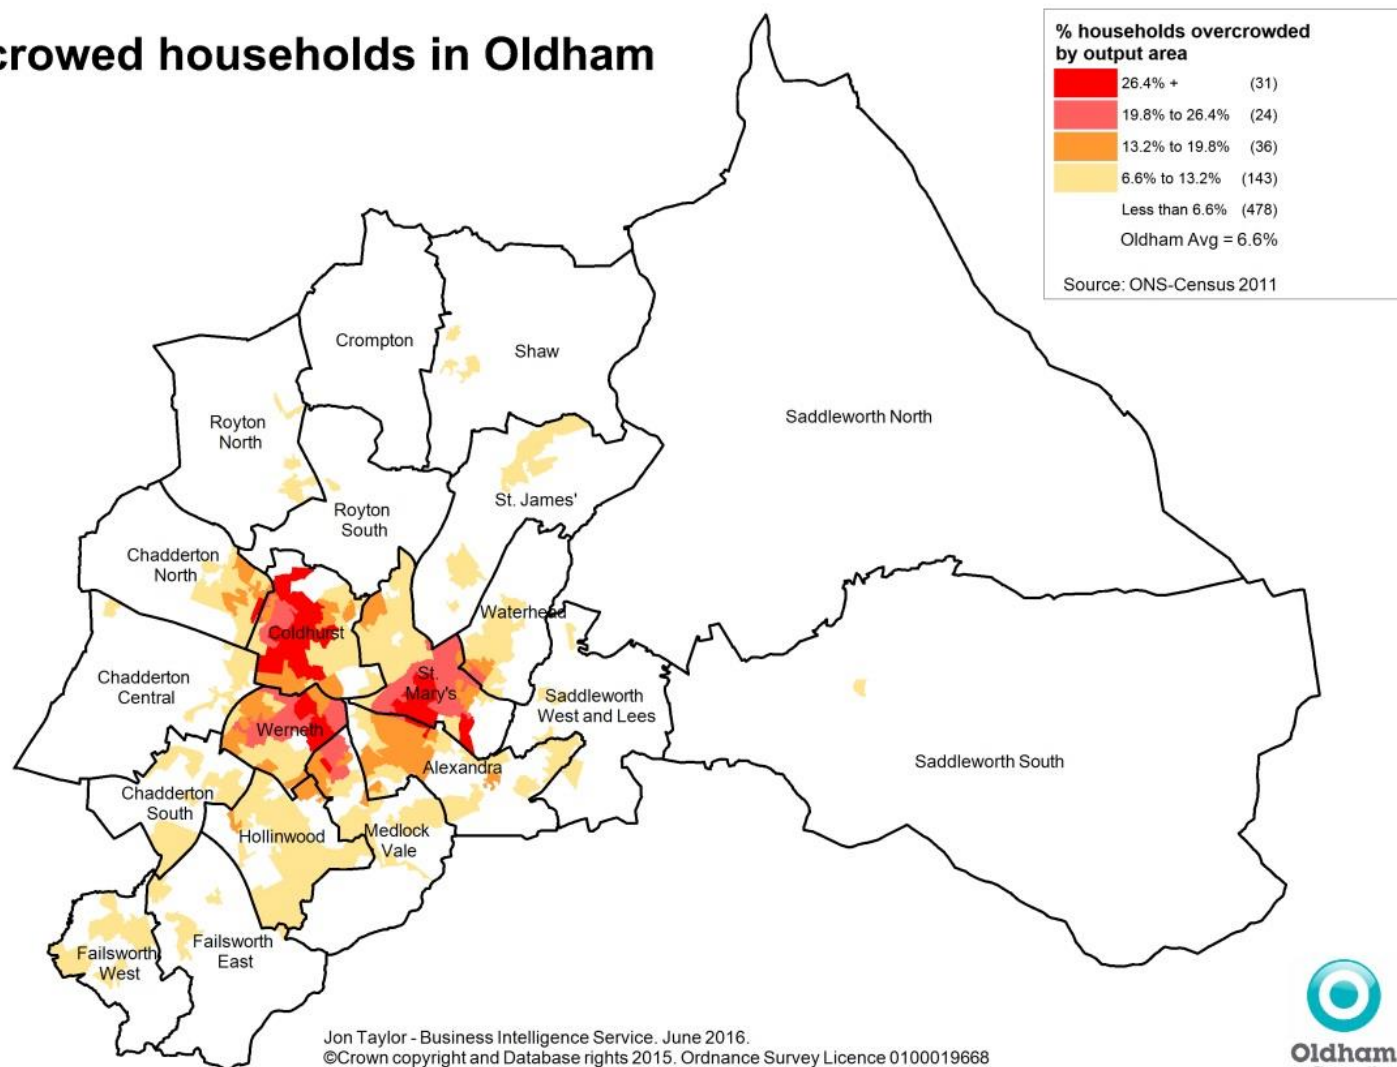 crowed households in Oldham
% households overcrowded
by output area
26.4% + (31)
19.8% to 26.4% (24)
13.2% to 19.8% (36)
6.6% to 13.2% (143)
Less than 6.6% (478)
Oldham Avg = 6.6%
Source: ONS-Census 2011
Crompton
Shaw
Saddleworth North
Royton
North
St. James'
Royton
South
Chadderton
North
Waterhead
Coldhurst
Chadderton
Central
St.
Mary's
Saddleworth
West and Lees
Werneth
Alexandra
Saddleworth South
Chadderton
South
Hollinwood
Medlock
Vale
Failsworth
East
Failsworth
West
Jon Taylor - Business Intelligence Service. June 2016.
©Crown copyright and Database rights 2015. Ordnance Survey Licence 0100019668
Oldham